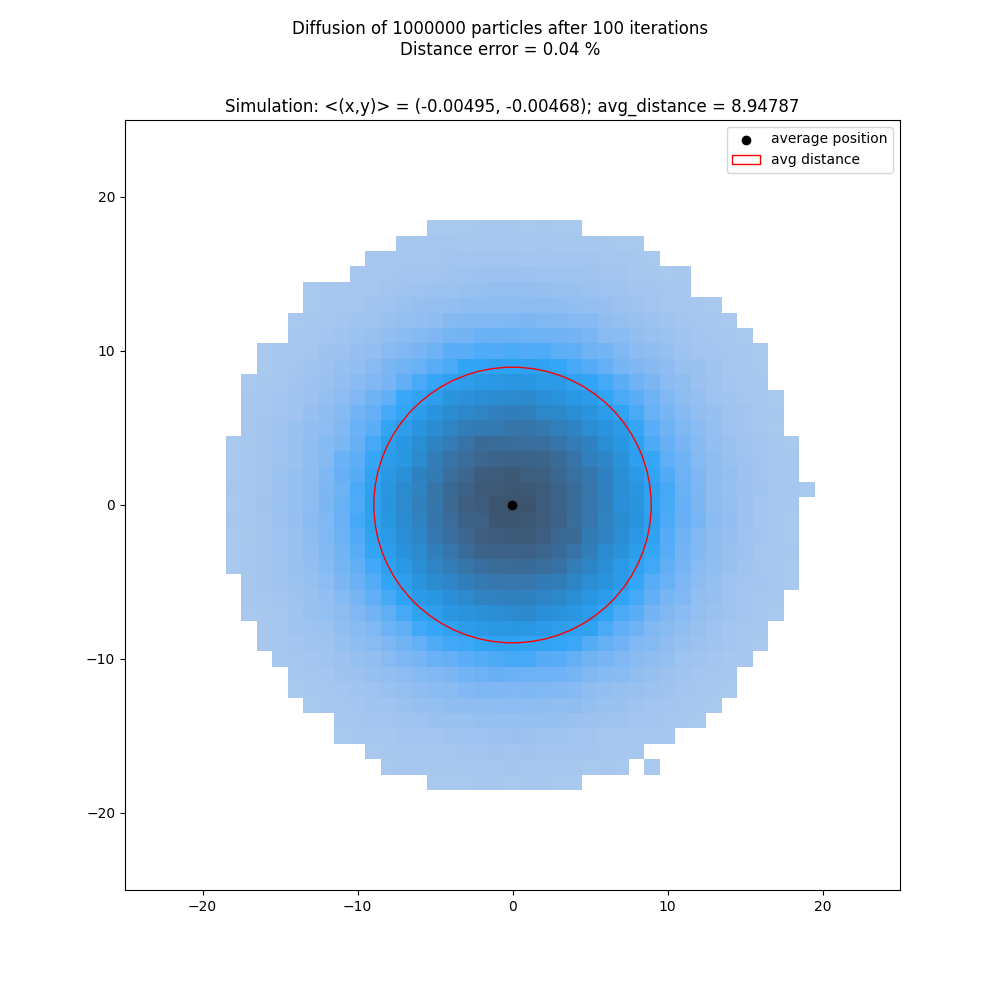 Diffusion of 1000000 particles after 100 iterations
Distance error = 0.04 %
Simulation: <(x,y)> = (-0.00495, -0.00468); avg_distance = 8.94787
average position
avg distance
20
10
0
−10
−20
−20 −10 0 10 20